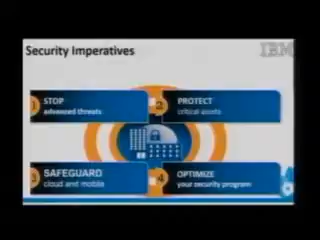 Security Imperatives
IBM
1
STOP
advanced threats
2
PROTECT
critical assets
3
SAFEGUARD
cloud and mobile
4
OPTIMIZE
your security program